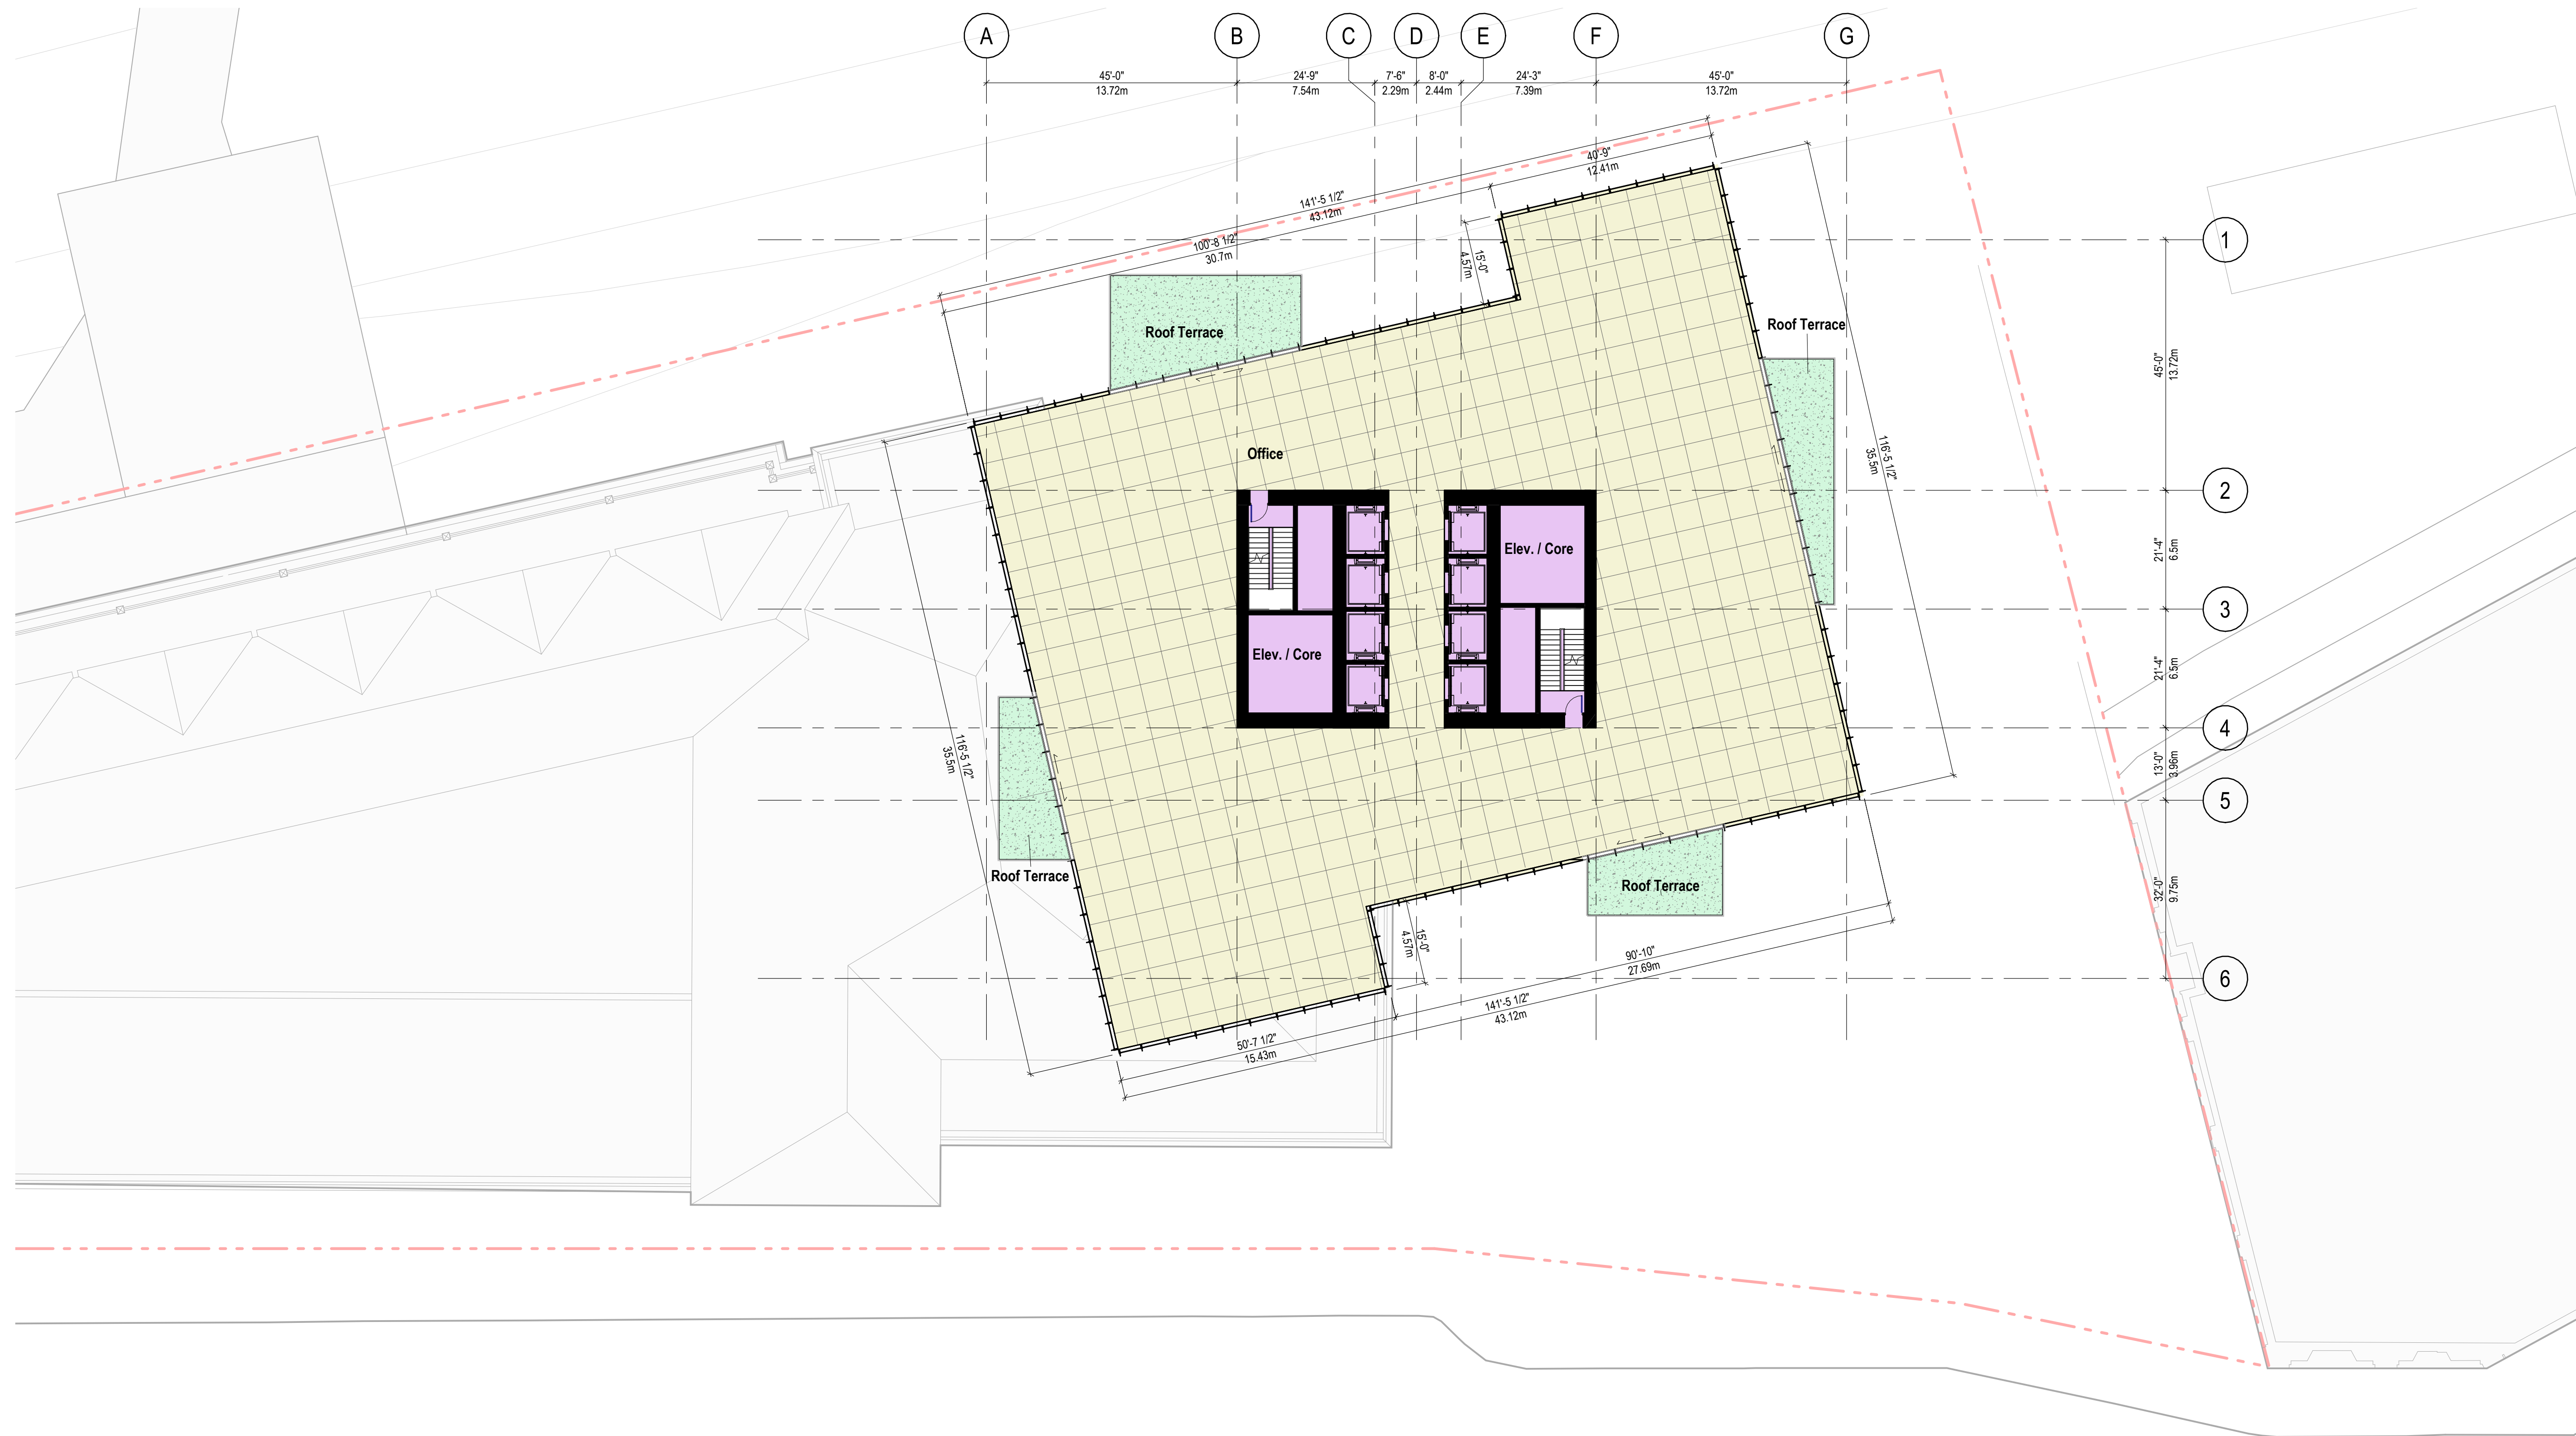 A
B
C
D
E
F
G
45'-0"
24'-9"
7'-6"
8'-0"
24'-3"
45'-0"
13.72m
7.54m
2.29m
2.44m
7.39m
13.72m
40'-9"
12.41m
141'-5 1/2"
43.12m
100'-8 1/2"
30.7m
15'-0"
4.57m
1
Roof Terrace
Roof Terrace
45'-0"
13.72m
116'-5 1/2"
35.5m
Office
2
Elev. / Core
21'-4"
6.5m
3
Elev. / Core
21'-4"
6.5m
4
116'-5 1/2"
35.5m
13'-0"
3.96m
5
Roof Terrace
Roof Terrace
32'-0"
9.75m
15'-0"
4.57m
90'-10"
27.69m
6
141'-5 1/2"
43.12m
50'-7 1/2"
15.43m